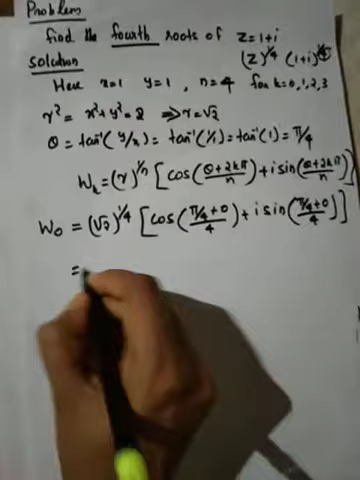 Problem
find the fourth roots of z=1+i
solution (z)^1/4 (1+i)^1/4
Here x=1 y=1 , n=4 for k=0,1,2,3
r²= x²+y²=2 ⇒r=√2
θ = tan⁻¹(y/x) = tan⁻¹(1/1) = tan⁻¹(1) = π/4
Wk=(r)^1/n [cos(θ+2kπ/n)+i sin(θ+2kπ/n)]
W0 = (√2)^1/4 [cos(π/4+0/4)+i sin(π/4+0/4)]
=